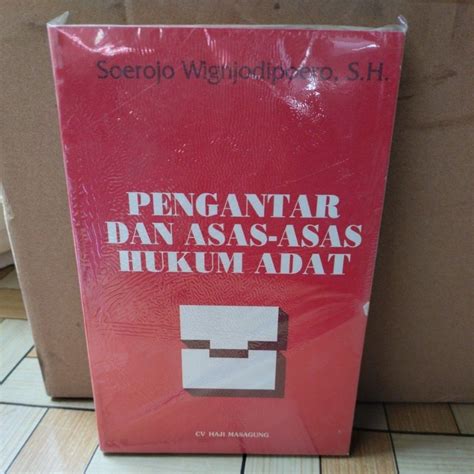 Soerojo Wignjodipoero, S.H.
PENGANTAR
DAN ASAS-ASAS
HUKUM ADAT
CV HAJI MASAGUNG